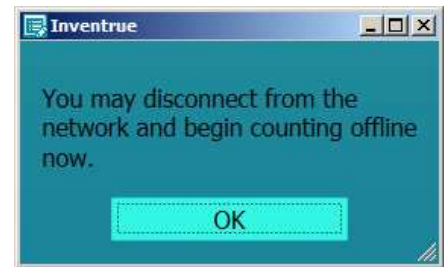 Inventrue
You may disconnect from the
network and begin counting offline
now.
OK